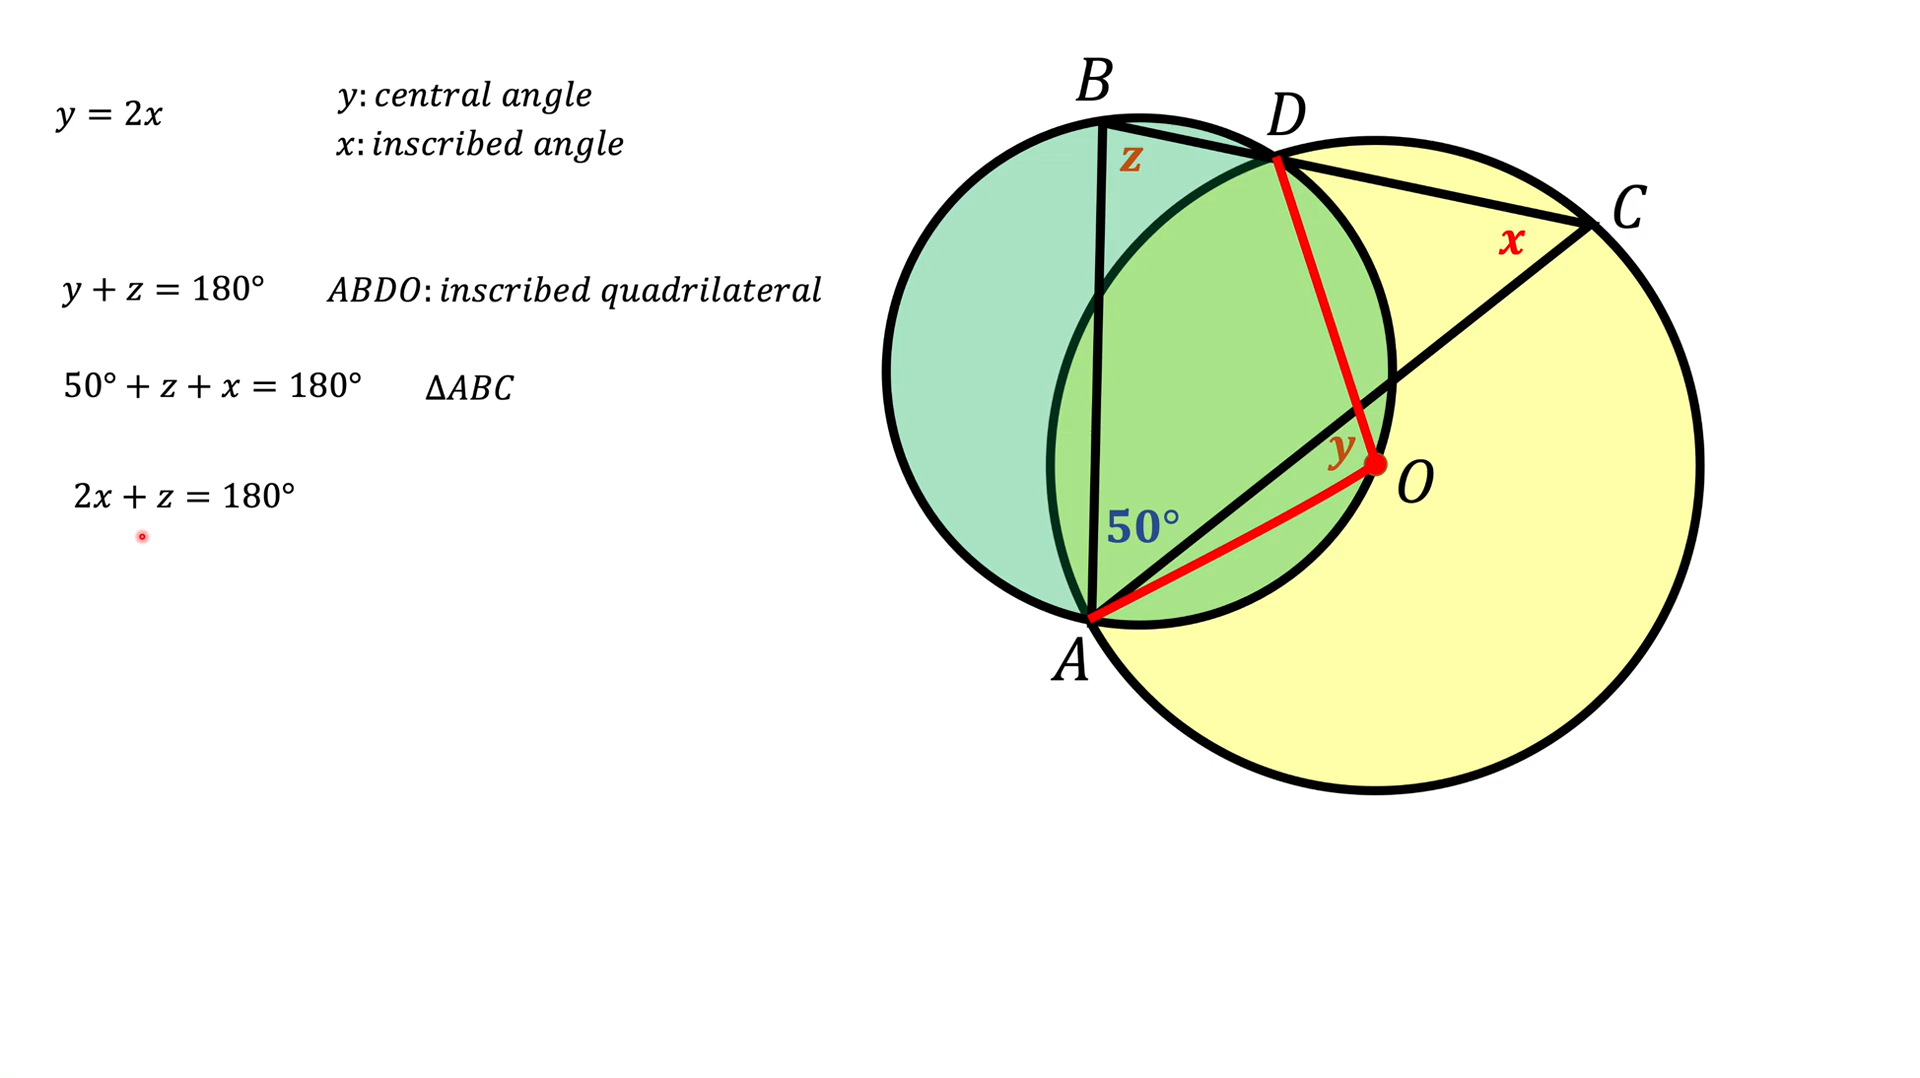 y = 2x
y: central angle
x: inscribed angle
y + z = 180°
ABDO: inscribed quadrilateral
50° + z + x = 180°
ΔABC
2x + z = 180°
B
D
z
C
x
y
O
50°
A